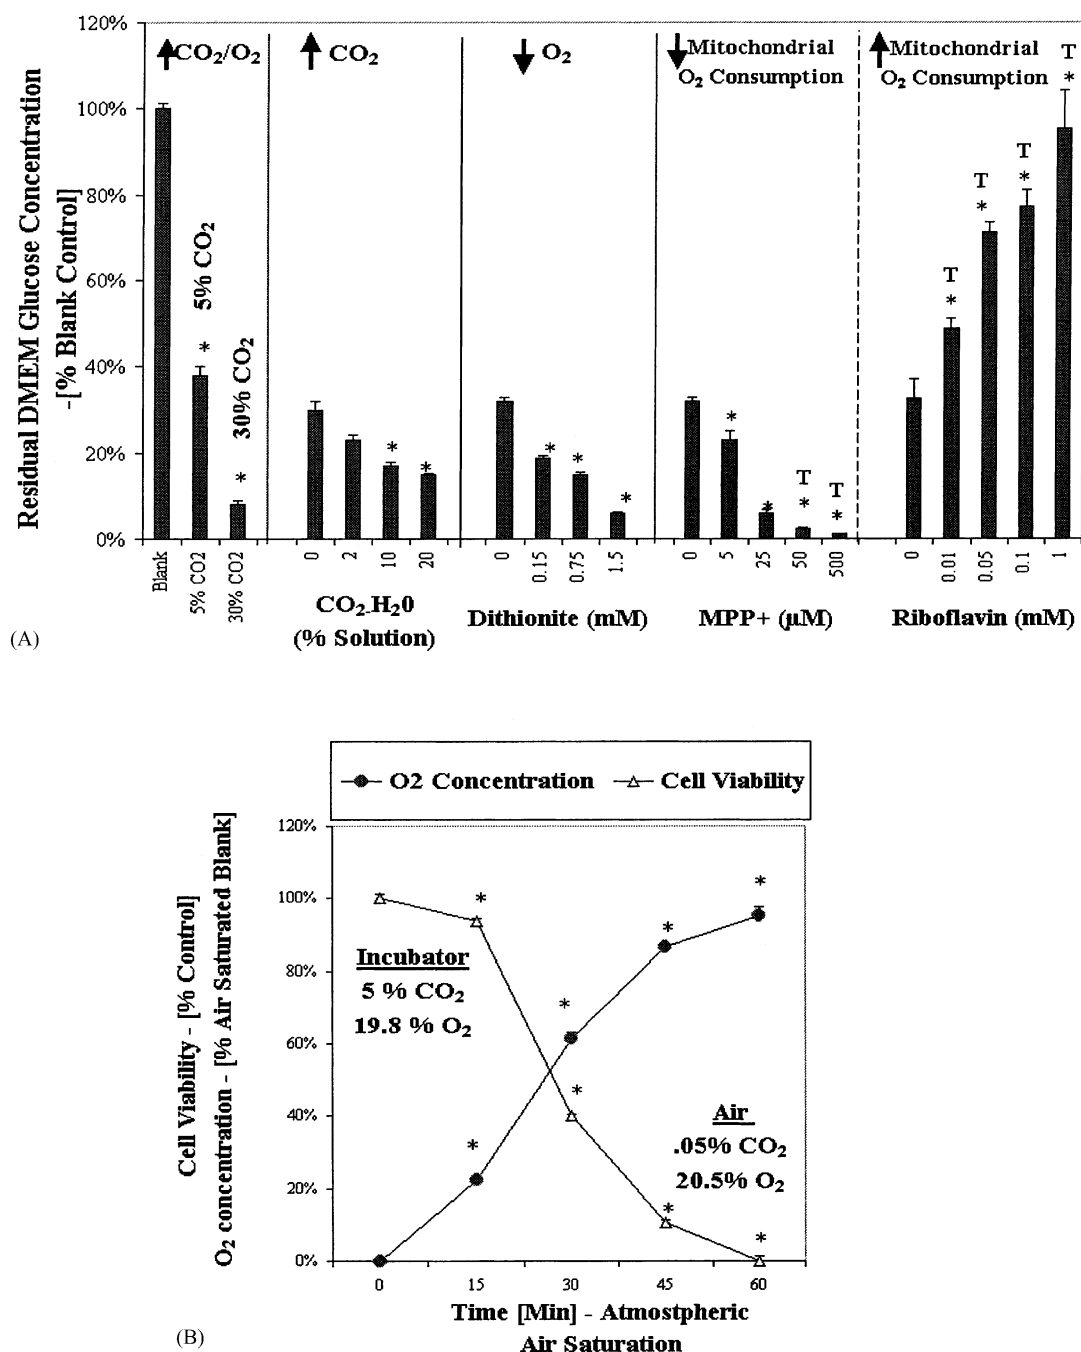 120%
100%
80%
60%
40%
20%
0%
Residual DMEM Glucose Concentration
-[% Blank Control]
CO2/O2
CO2
O2
Mitochondrial
O2 Consumption
Mitochondrial
O2 Consumption
5% CO2
*
30% CO2
*
*
*
*
*
*
*
*
T
*
T
*
T
*
T
*
T
*
T
*
Blank
5% CO2
30% CO2
0
2
10
20
0
0.15
0.75
1.5
0
5
25
50
500
0
0.01
0.05
0.1
1
CO2-H20
(% Solution)
Dithionite (mM)
MPP+ (µM)
Riboflavin (mM)
(A)
O2 Concentration
Cell Viability
Cell Viability - [% Control]
O2 concentration - [% Air Saturated Blank]
120%
100%
80%
60%
40%
20%
0%
*
*
*
*
*
*
*
*
Incubator
5 % CO2
19.8 % O2
Air
.05% CO2
20.5% O2
0
15
30
45
60
Time [Min] - Atmostpheric
Air Saturation
(B)